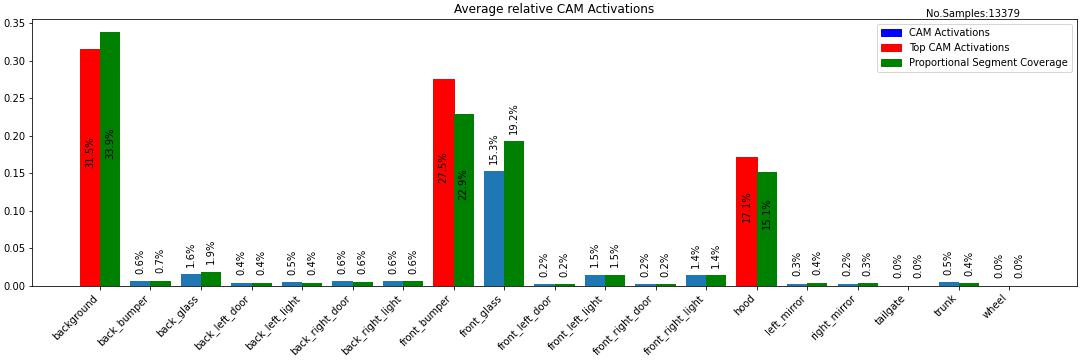 Average relative CAM Activations
No.Samples:13379
CAM Activations
Top CAM Activations
Proportional Segment Coverage
0.35
0.30
0.25
0.20
0.15
0.10
0.05
0.00
31.5%
33.9%
0.6%
0.7%
1.6%
1.9%
0.4%
0.4%
0.5%
0.4%
0.6%
0.6%
0.6%
0.6%
27.5%
22.9%
15.3%
19.2%
0.2%
0.2%
1.5%
1.5%
0.2%
0.2%
1.4%
1.4%
17.1%
15.1%
0.3%
0.4%
0.2%
0.3%
0.0%
0.0%
0.5%
0.4%
0.0%
0.0%
background
back_bumper
back_glass
back_left_door
back_left_light
back_right_door
back_right_light
front_bumper
front_glass
front_left_door
front_left_light
front_right_door
front_right_light
hood
left_mirror
right_mirror
tailgate
trunk
wheel